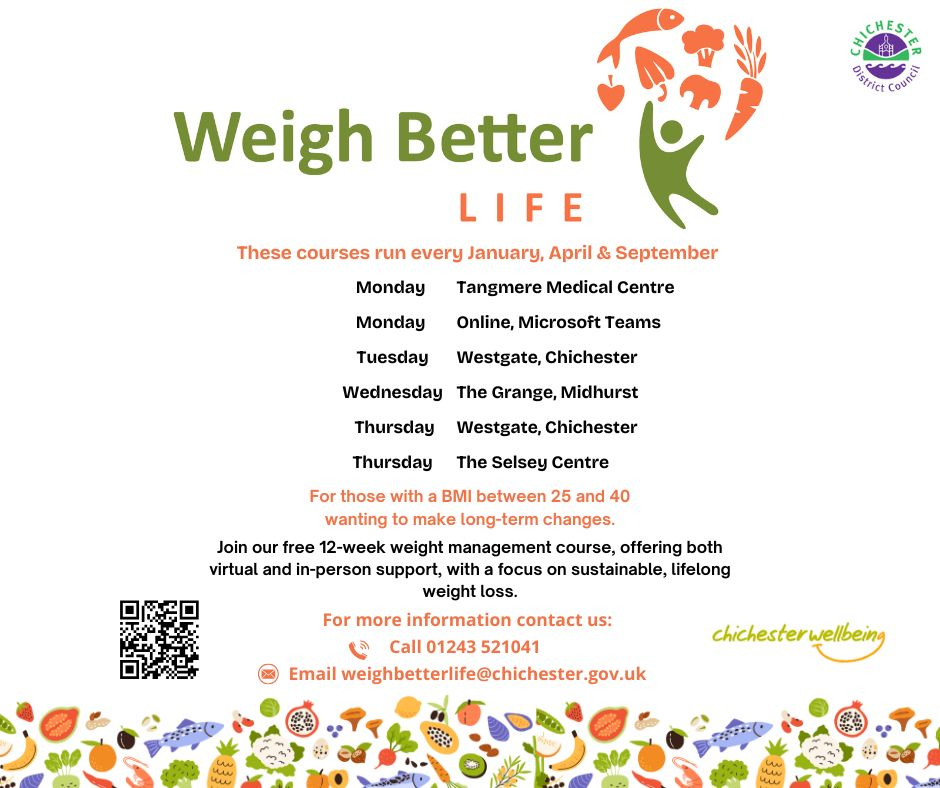 CHICHESTER
District Council
Weigh Better
LIFE
These courses run every January, April & September
Monday Tangmere Medical Centre
Monday Online, Microsoft Teams
Tuesday Westgate, Chichester
Wednesday The Grange, Midhurst
Thursday Westgate, Chichester
Thursday The Selsey Centre
For those with a BMI between 25 and 40
wanting to make long-term changes.
Join our free 12-week weight management course, offering both
virtual and in-person support, with a focus on sustainable, lifelong
weight loss.
For more information contact us:
Call 01243 521041
Email weighbetterlife@chichester.gov.uk
chichesterwellbeing